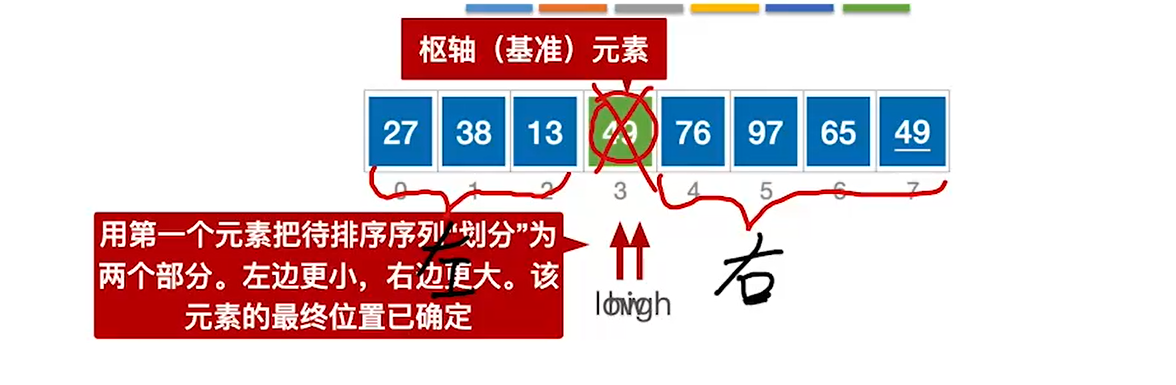 枢轴（基准）元素
27 38 13 49 76 97 65 49
0 1 2 3 4 5 6 7
用第一个元素把待排序序列“划分”为
两个部分。左边更小，右边更大。该
元素的最终位置已确定
左
右
low
high